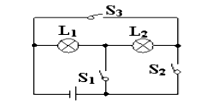 S₃
L₁ L₂
S₁ S₂